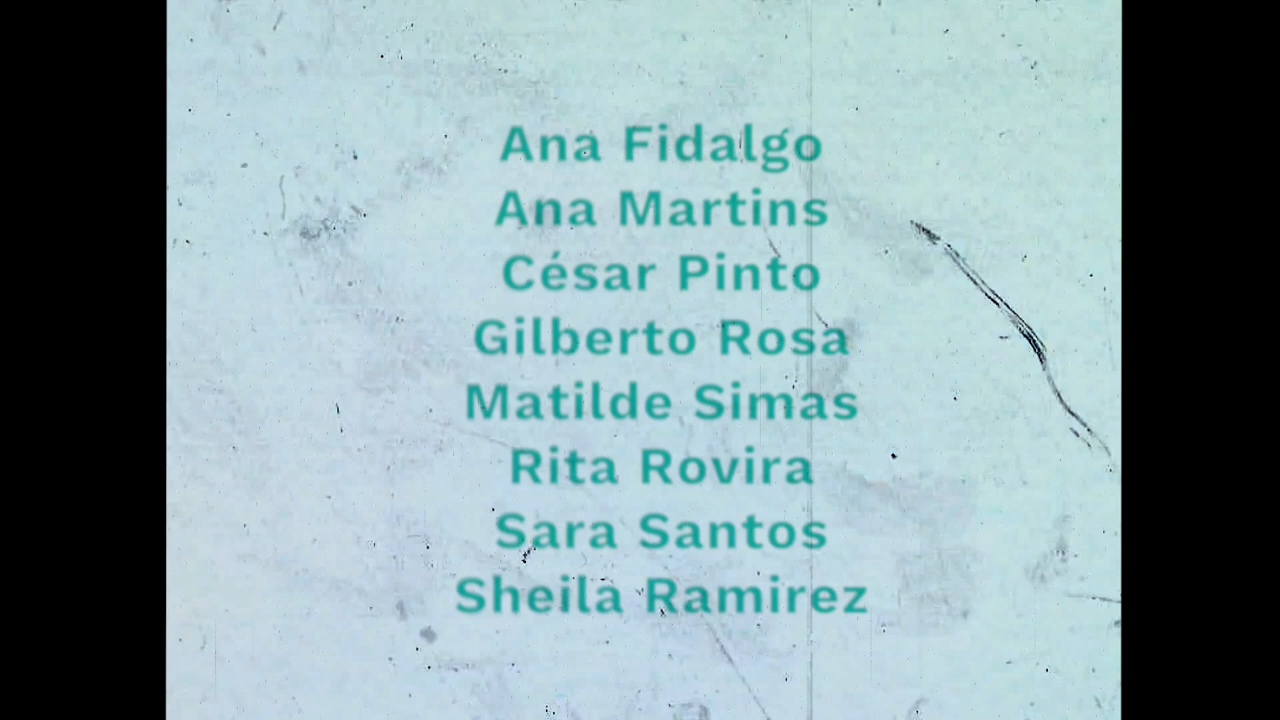 Ana Fidalgo
Ana Martins
César Pinto
Gilberto Rosa
Matilde Simas
Rita Rovira
Sara Santos
Sheila Ramirez